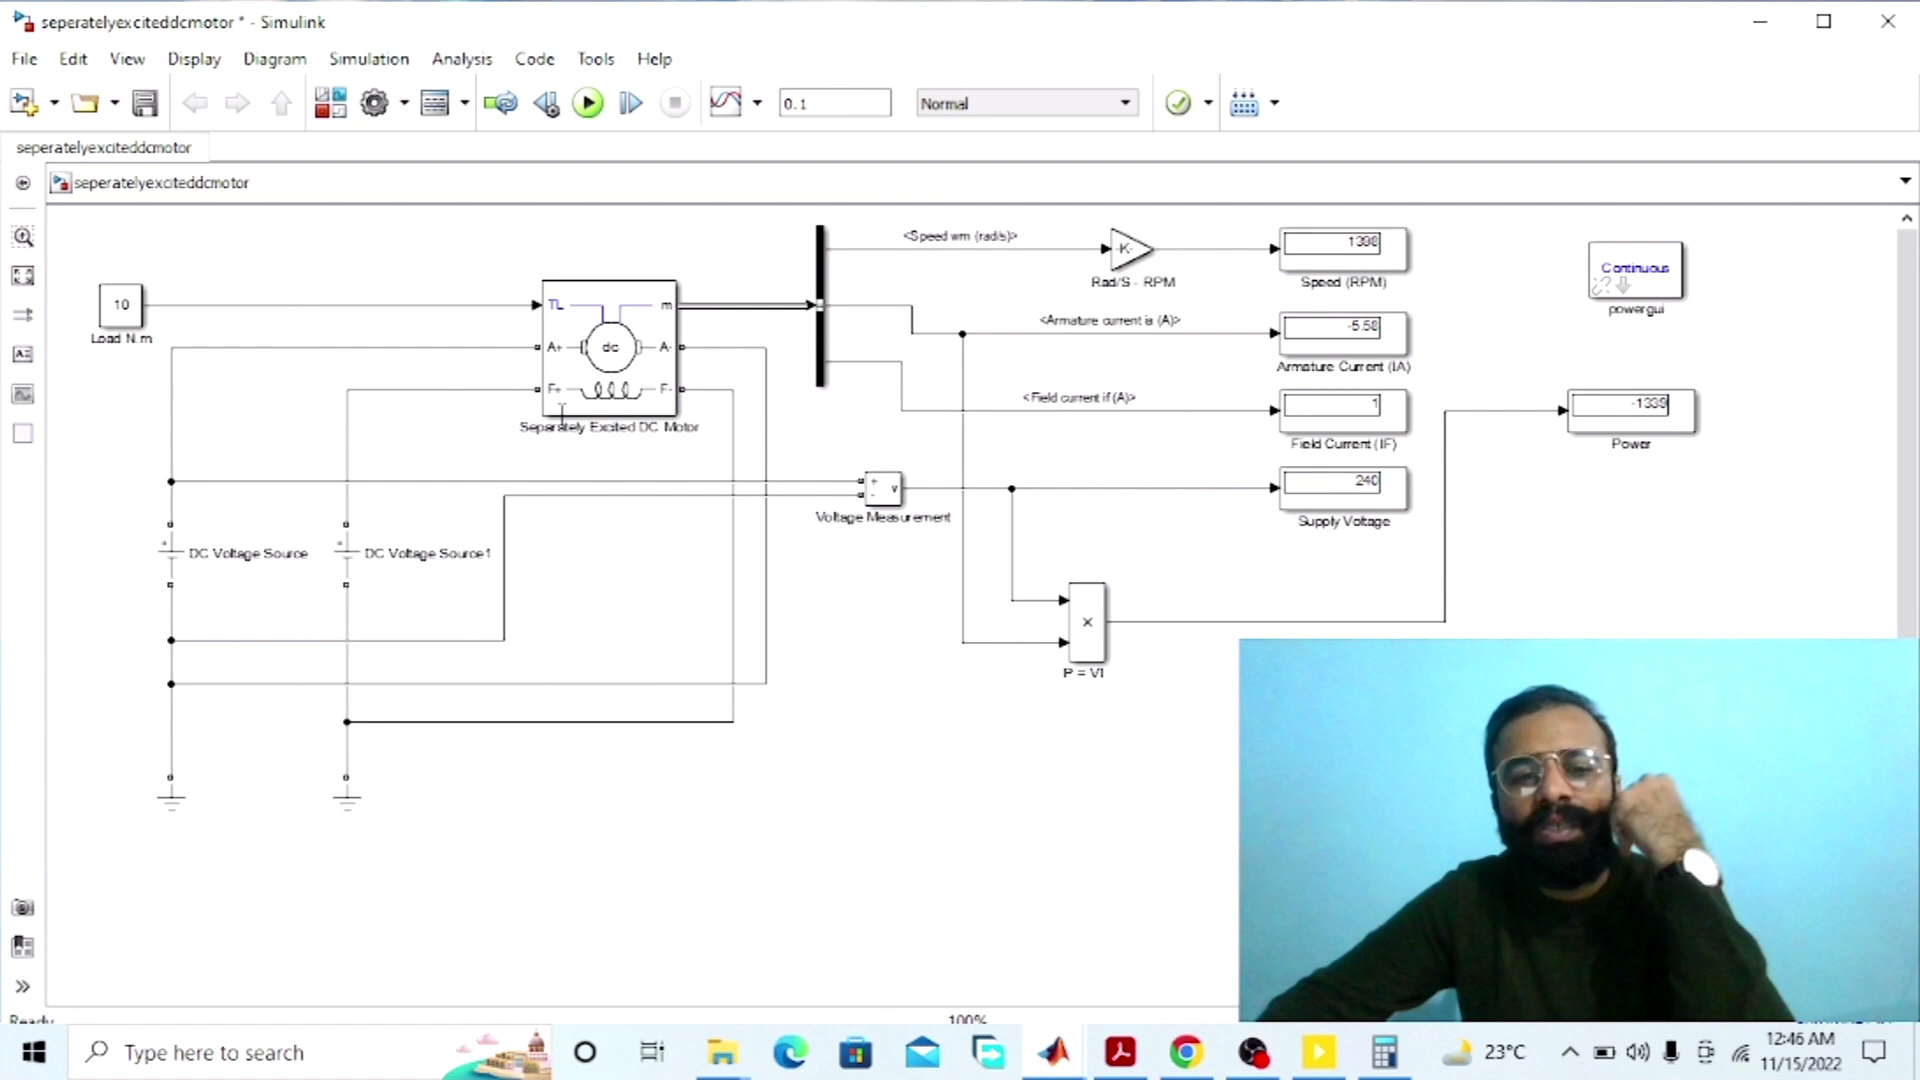 seperatelyexciteddcmotor * - Simulink
File Edit View Display Diagram Simulation Analysis Code Tools Help
0.1
Normal
seperatelyexciteddcmotor
seperatelyexciteddcmotor
<Speed wm (rad/s)>
-K-
1398
Rad/S - RPM
Speed (RPM)
Continuous
powergui
10
Load N.m
TL
m
<Armature current ia (A)>
-5.58
A+
dc
A-
Armature Current (IA)
F+
F-
<Field current if (A)>
1
-1339
Separately Excited DC Motor
Field Current (IF)
Power
+
-
v
240
Voltage Measurement
Supply Voltage
+
DC Voltage Source
+
DC Voltage Source1
×
P = VI
Ready
100%
Type here to search
23°C
12:46 AM
11/15/2022